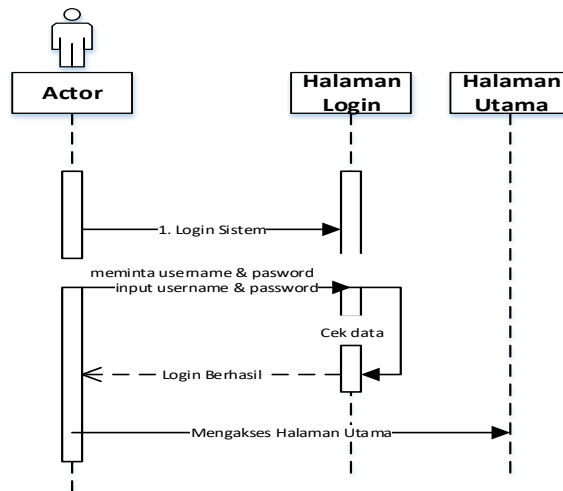 Actor
Halaman
Login
Halaman
Utama
1. Login Sistem
meminta username & pasword
input username & password
Cek data
Login Berhasil
Mengakses Halaman Utama